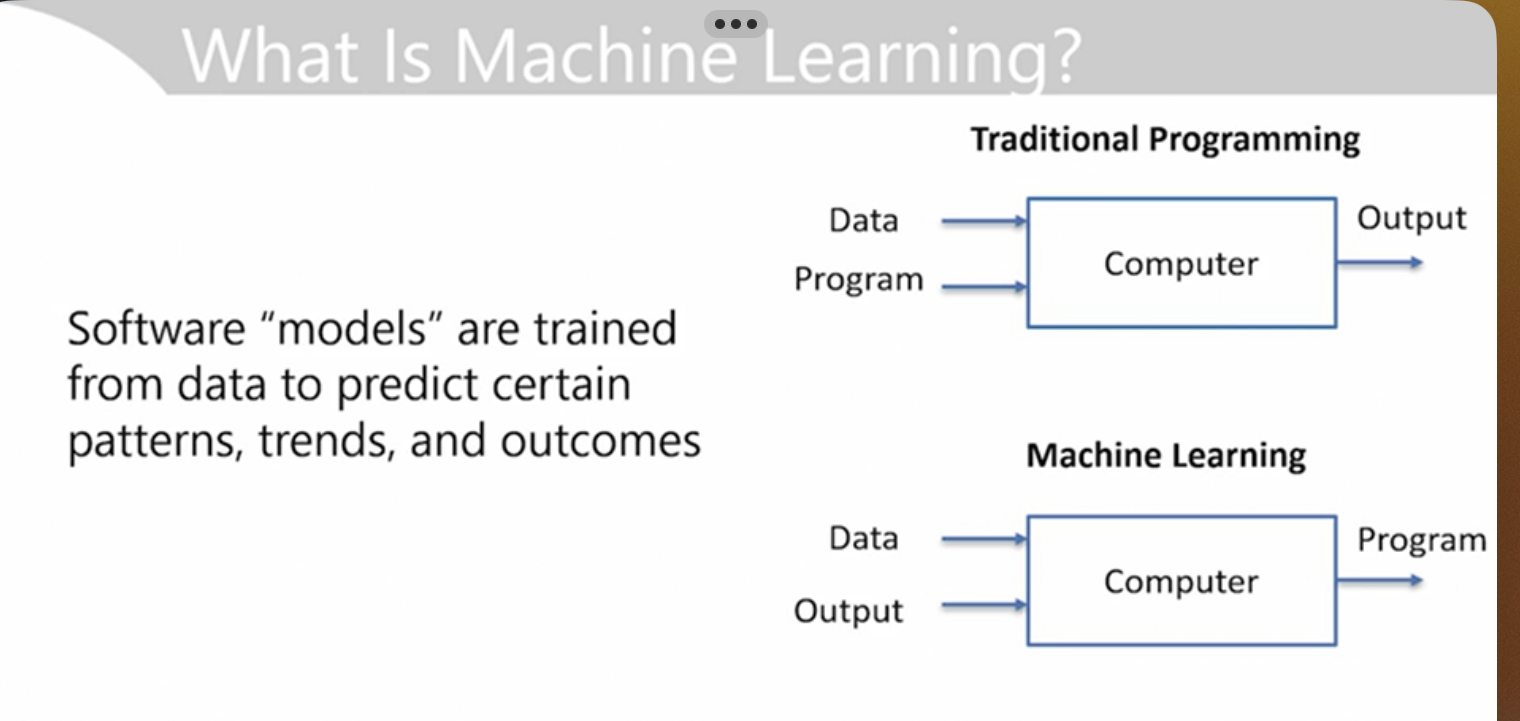 What Is Machine Learning?
Software “models” are trained
from data to predict certain
patterns, trends, and outcomes
Traditional Programming
Data
Program
Computer
Output
Machine Learning
Data
Output
Computer
Program